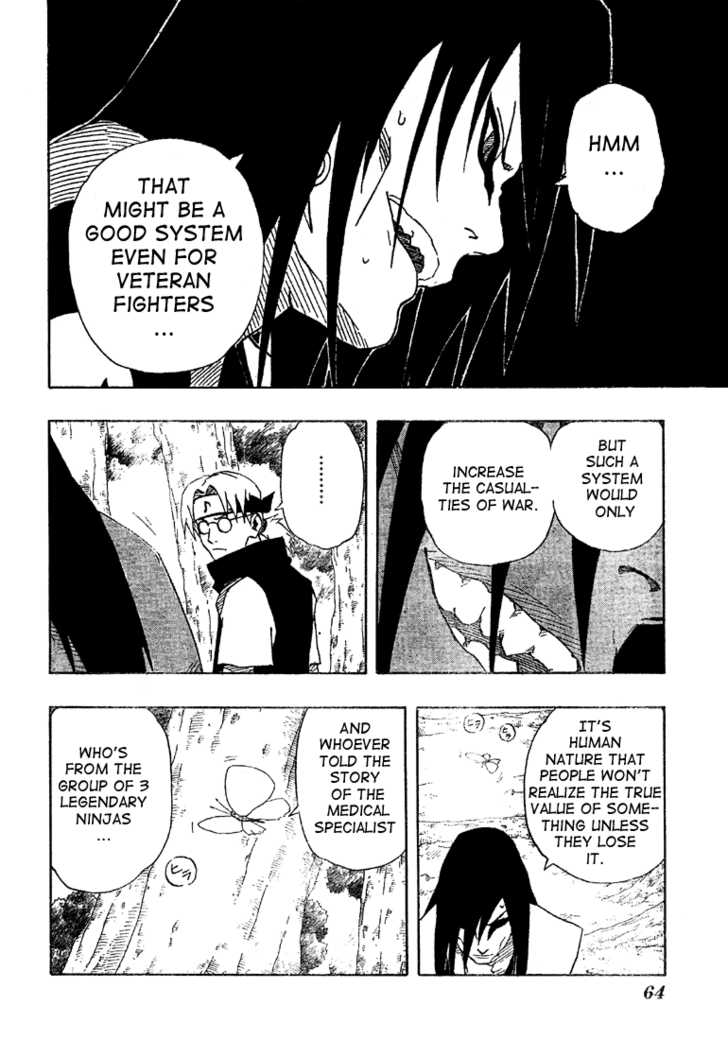 HMM
...
THAT
MIGHT BE A
GOOD SYSTEM
EVEN FOR
VETERAN
FIGHTERS
...
BUT
SUCH A
SYSTEM
WOULD
ONLY
INCREASE
THE CASUAL-
TIES OF WAR.
.........
IT'S
HUMAN
NATURE THAT
PEOPLE WON'T
REALIZE THE TRUE
VALUE OF SOME-
THING UNLESS
THEY LOSE
IT.
AND
WHOEVER
TOLD THE
STORY
OF THE
MEDICAL
SPECIALIST
WHO'S
FROM THE
GROUP OF 3
LEGENDARY
NINJAS
...
64